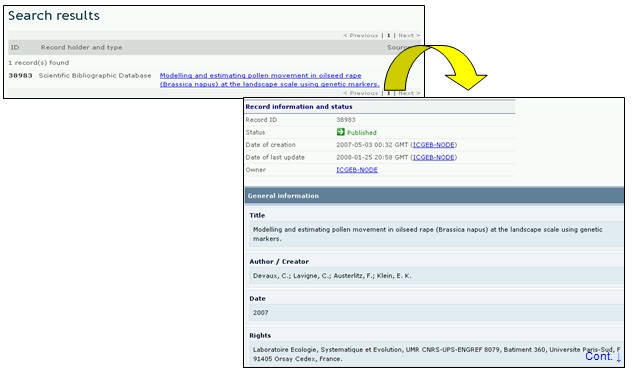 Search results
< Previous | 1 | Next >
ID Record holder and type Source
1 record(s) found
38983 Scientific Bibliographic Database Modelling and estimating pollen movement in oilseed rape
(Brassica napus) at the landscape scale using genetic markers.
< Previous | 1 | Next >
Record information and status
Record ID 38983
Status Published
Date of creation 2007-05-03 00:32 GMT (ICGEB-NODE)
Date of last update 2008-01-25 20:58 GMT (ICGEB-NODE)
Owner ICGEB-NODE
General information
Title
Modelling and estimating pollen movement in oilseed rape (Brassica napus) at the landscape scale using genetic
markers.
Author / Creator
Devaux, C.; Lavigne, C.; Austerlitz, F.; Klein, E. K.
Date
2007
Rights
Laboratoire Ecologie, Systematique et Evolution, UMR CNRS-UPS-ENGREF 8079, Batiment 360, Universite Paris-Sud, F
91405 Orsay Cedex, France.
Cont. ↓